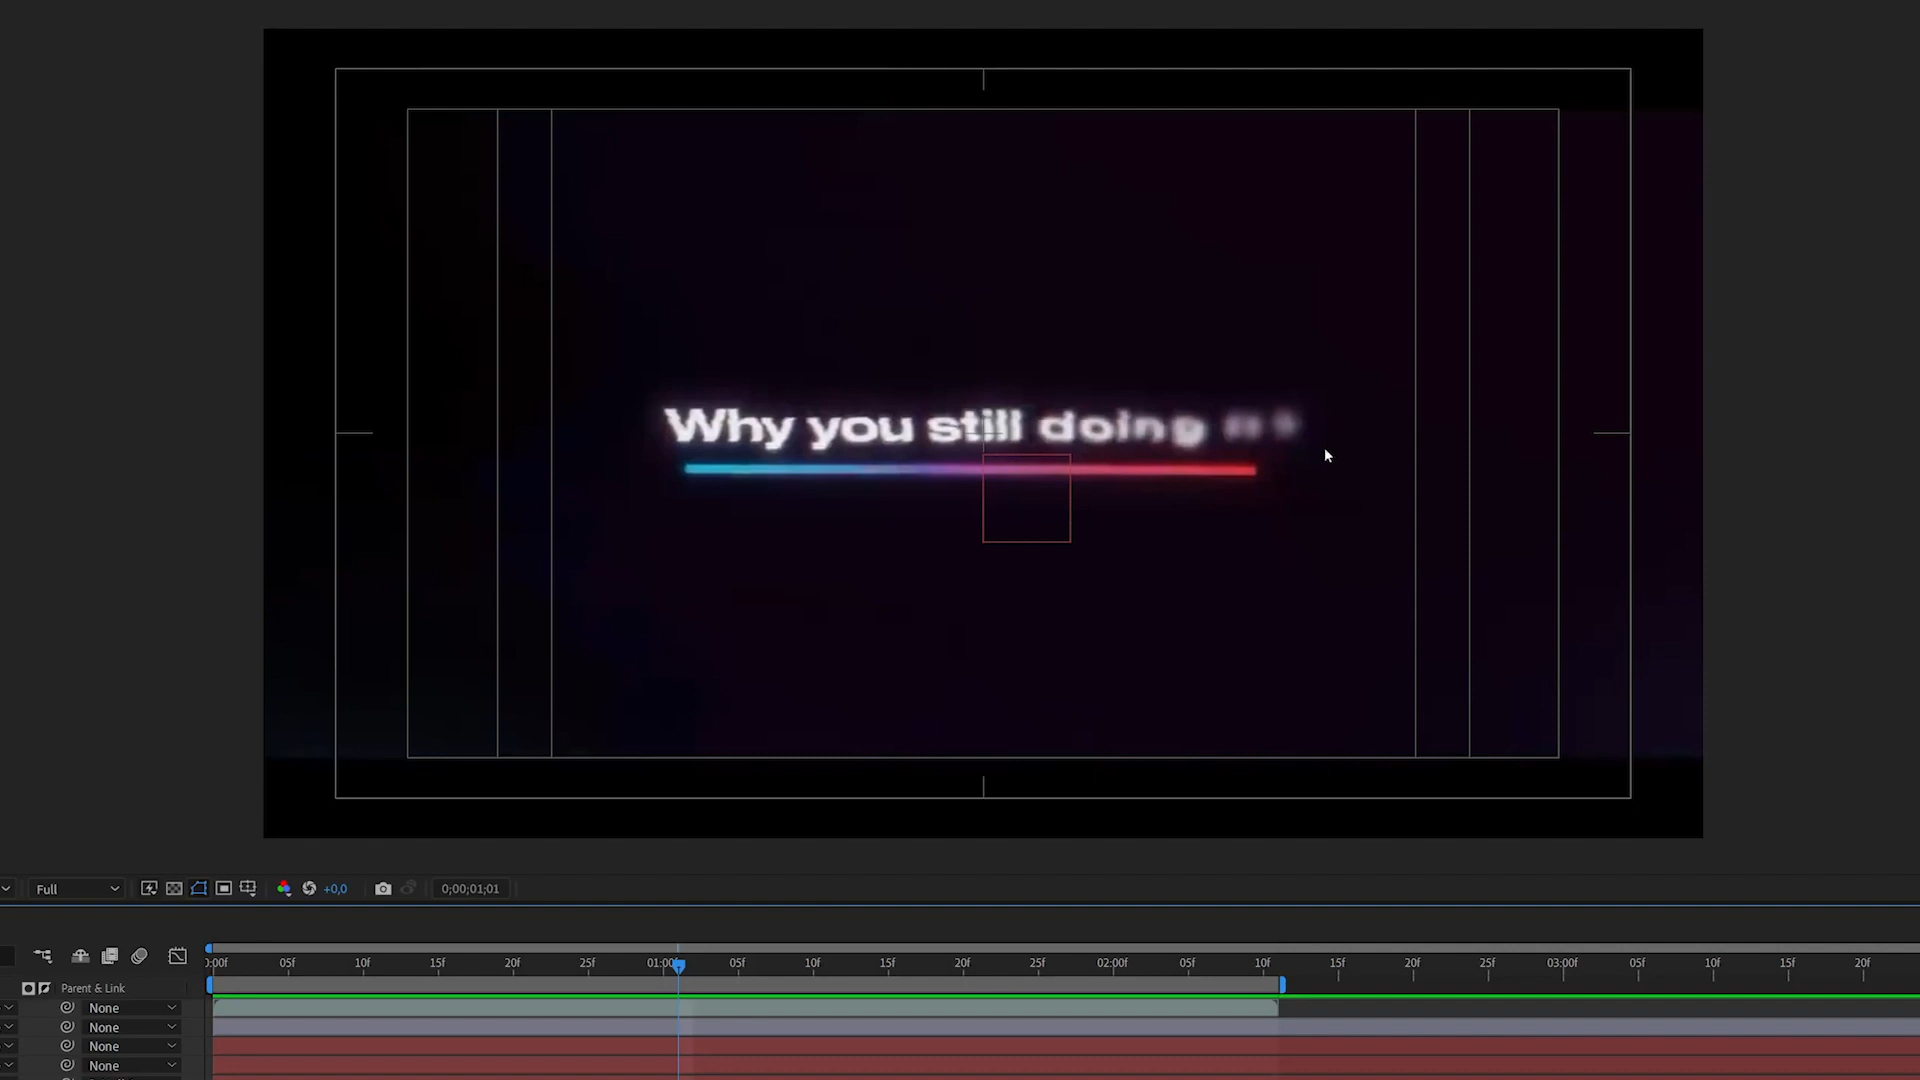 Why you still doing
Full
+0,0
0;00;01;01
0:00f 05f 10f 15f 20f 25f 01:00f 05f 10f 15f 20f 25f 02:00f 05f 10f 15f 20f 25f 03:00f 05f 10f 15f 20f
Parent & Link
None
None
None
None